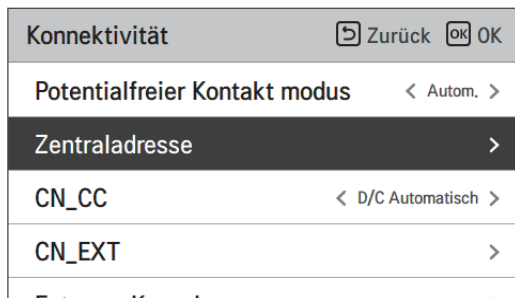 Konnektivität Zurück OK OK
Potentialfreier Kontakt modus < Autom. >
Zentraladresse >
CN_CC < D/C Automatisch >
CN_EXT >